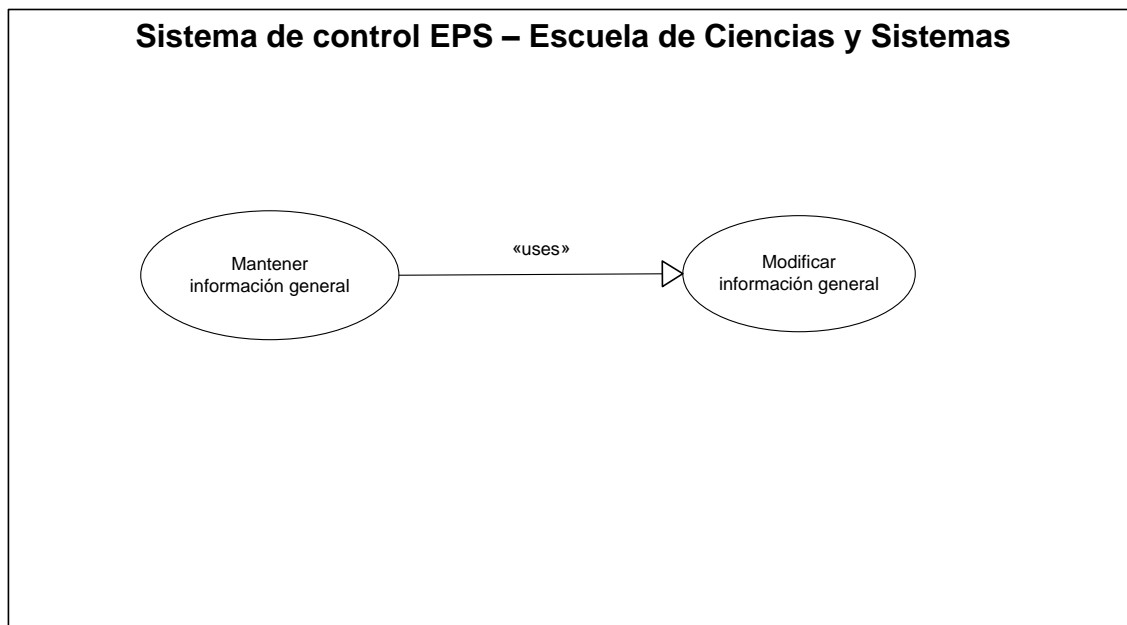 Sistema de control EPS – Escuela de Ciencias y Sistemas
«uses»
Mantener
información general
Modificar
información general